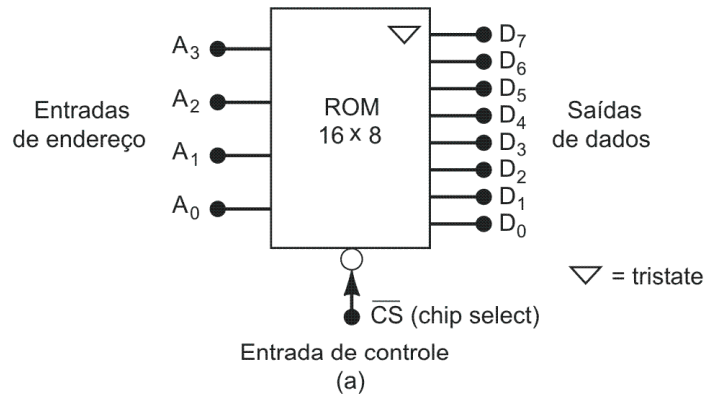 A3
A2
A1
A0
Entradas
de endereço
ROM
16 x 8
D7
D6
D5
D4
D3
D2
D1
D0
Saídas
de dados
▽ = tristate
C̅S̅ (chip select)
Entrada de controle
(a)